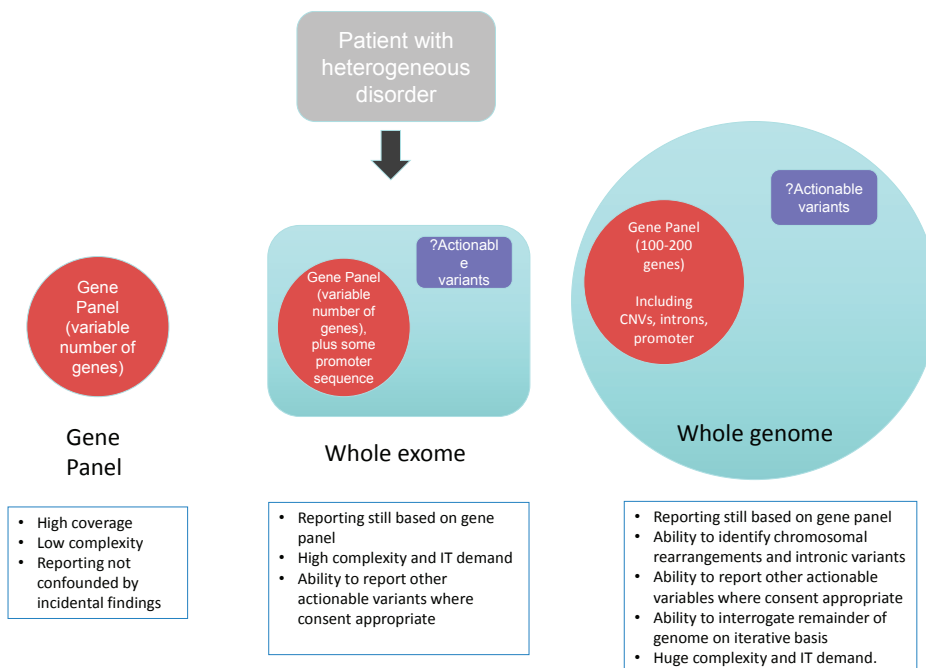 Patient with
heterogeneous
disorder
Gene
Panel
(variable
number of
genes)
Gene
Panel
• High coverage
• Low complexity
• Reporting not
confounded by
incidental findings
?Actionabl
e
variants
Gene Panel
(variable
number of
genes),
plus some
promoter
sequence
Whole exome
• Reporting still based on gene
panel
• High complexity and IT demand
• Ability to report other
actionable variants where
consent appropriate
?Actionable
variants
Gene Panel
(100-200
genes)
Including
CNVs, introns,
promoter
Whole genome
• Reporting still based on gene panel
• Ability to identify chromosomal
rearrangements and intronic variants
• Ability to report other actionable
variables where consent appropriate
• Ability to interrogate remainder of
genome on iterative basis
• Huge complexity and IT demand.